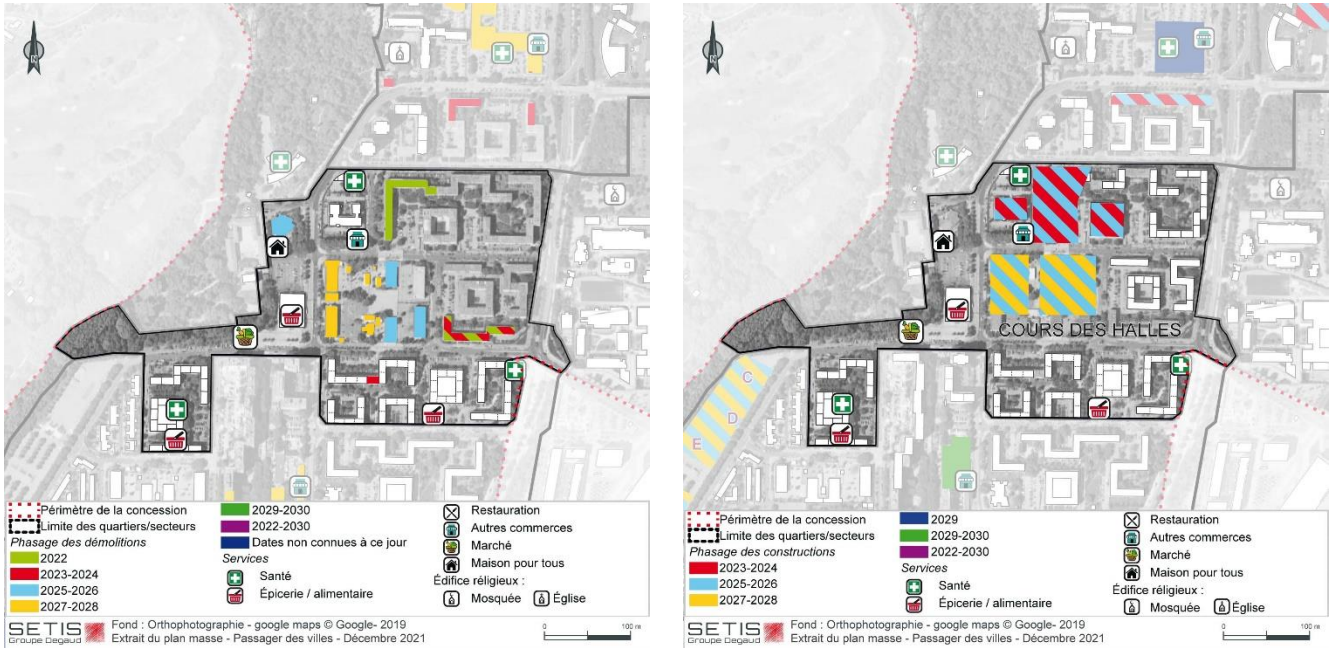 N
Périmètre de la concession
Limite des quartiers/secteurs
Phasage des démolitions
2022
2023-2024
2025-2026
2027-2028
2029-2030
2022-2030
Dates non connues à ce jour
Services
Santé
Épicerie / alimentaire
Restauration
Autres commerces
Marché
Maison pour tous
Édifice réligieux :
Mosquée
Église
SETIS
Groupe Degaud
Fond : Orthophotographie - google maps © Google- 2019
Extrait du plan masse - Passager des villes - Décembre 2021
0
100 m
N
COURS DES HALLES
C
D
E
Périmètre de la concession
Limite des quartiers/secteurs
Phasage des constructions
2023-2024
2025-2026
2027-2028
2029
2029-2030
2022-2030
Services
Santé
Épicerie / alimentaire
Restauration
Autres commerces
Marché
Maison pour tous
Édifice réligieux :
Mosquée
Église
SETIS
Groupe Degaud
Fond : Orthophotographie - google maps © Google- 2019
Extrait du plan masse - Passager des villes - Décembre 2021
0
100 m